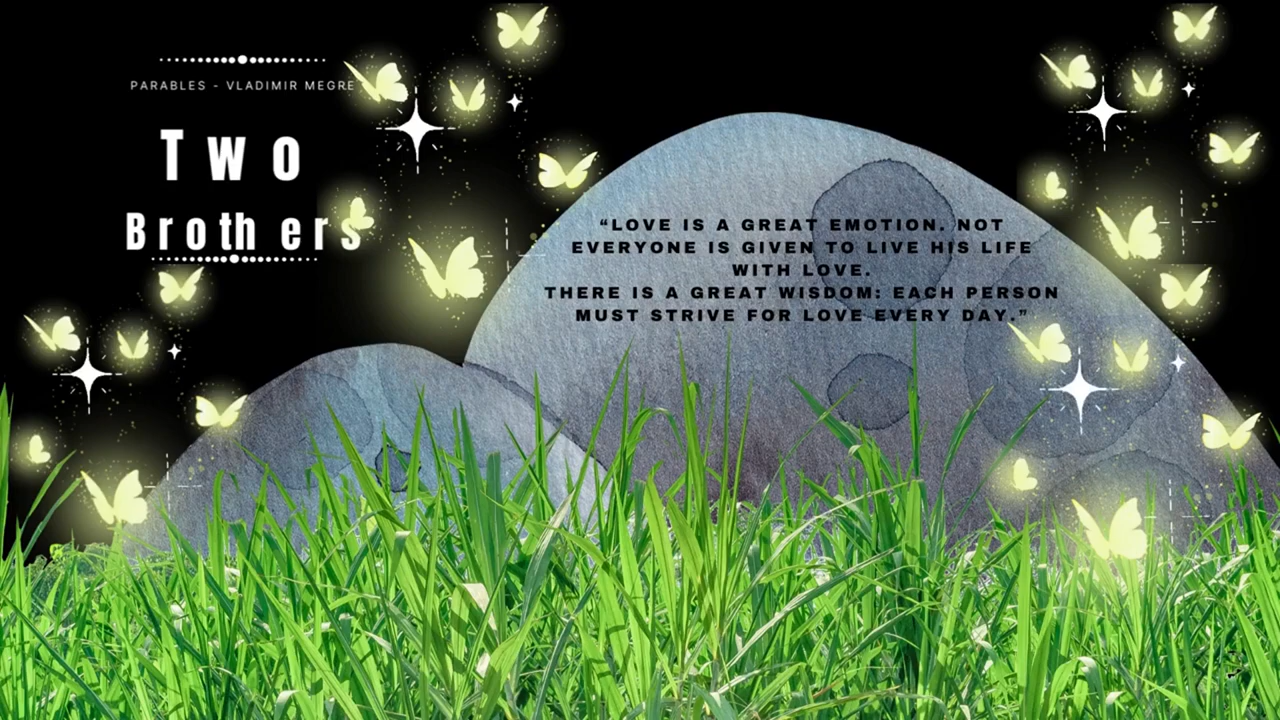 PARABLES - VLADIMIR MEGRE
Two
Brothers
“LOVE IS A GREAT EMOTION. NOT
EVERYONE IS GIVEN TO LIVE HIS LIFE
WITH LOVE.
THERE IS A GREAT WISDOM: EACH PERSON
MUST STRIVE FOR LOVE EVERY DAY.”